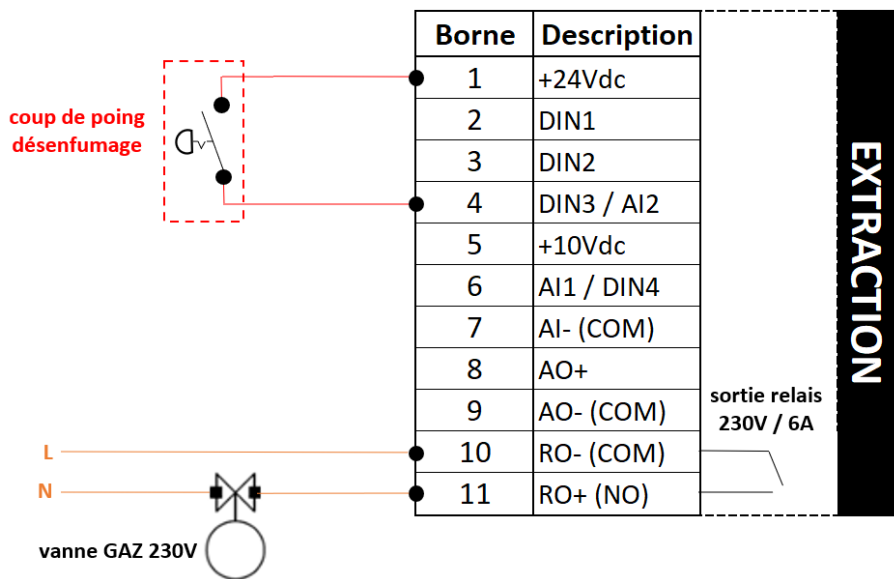 Borne Description
coup de poing
désenfumage
1 +24Vdc
2 DIN1
3 DIN2
4 DIN3 / AI2
5 +10Vdc
6 AI1 / DIN4
7 AI- (COM)
8 AO+
9 AO- (COM)
10 RO- (COM)
11 RO+ (NO)
EXTRACTION
sortie relais
230V / 6A
L
N
vanne GAZ 230V